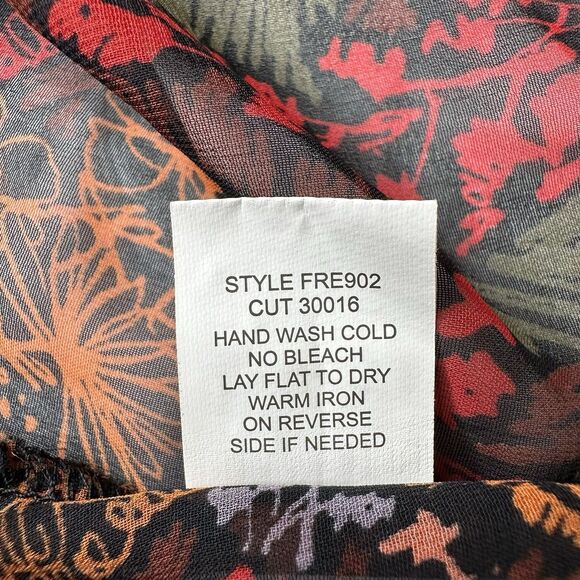 STYLE FRE902
CUT 30016
HAND WASH COLD
NO BLEACH
LAY FLAT TO DRY
WARM IRON
ON REVERSE
SIDE IF NEEDED